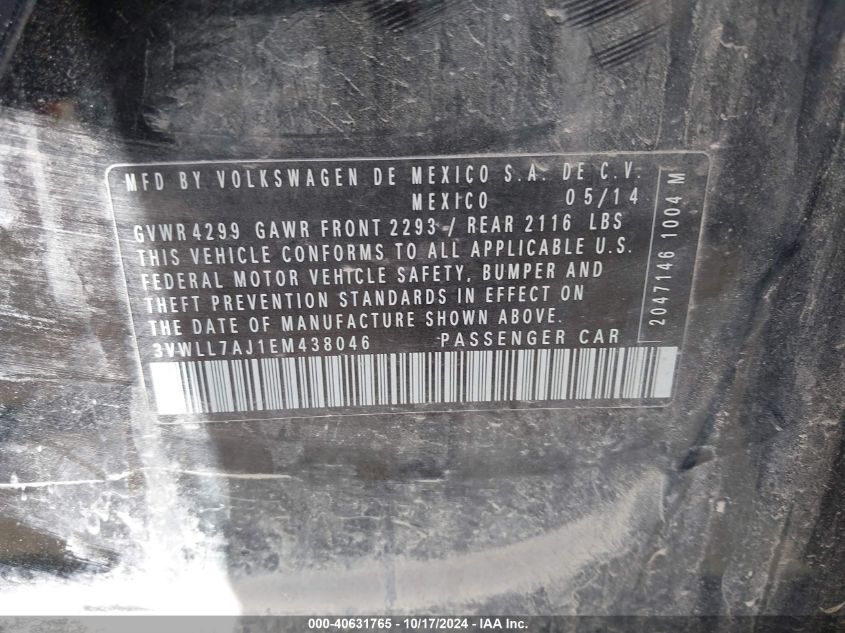 MFD BY VOLKSWAGEN DE MEXICO S.A. DE C.V.
MEXICO 05/14
GVWR 4299 GAWR FRONT 2293 / REAR 2116 LBS
THIS VEHICLE CONFORMS TO ALL APPLICABLE U.S.
FEDERAL MOTOR VEHICLE SAFETY, BUMPER AND
THEFT PREVENTION STANDARDS IN EFFECT ON
THE DATE OF MANUFACTURE SHOWN ABOVE.
3VWLL7AJ1EM438046 PASSENGER CAR
2047146 1004 M
000-40631765 - 10/17/2024 - IAA Inc.